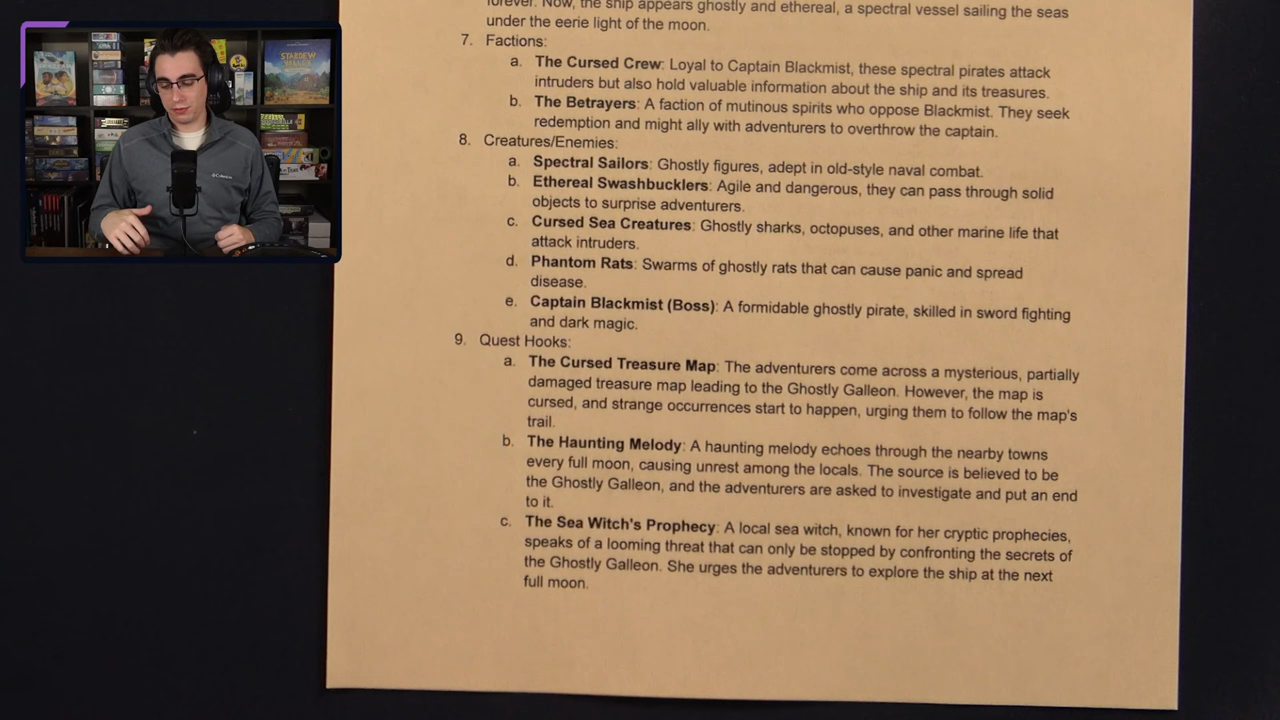 forever. Now, the ship appears ghostly and ethereal, a spectral vessel sailing the seas
under the eerie light of the moon.
7. Factions:
a. The Cursed Crew: Loyal to Captain Blackmist, these spectral pirates attack
intruders but also hold valuable information about the ship and its treasures.
b. The Betrayers: A faction of mutinous spirits who oppose Blackmist. They seek
redemption and might ally with adventurers to overthrow the captain.
8. Creatures/Enemies:
a. Spectral Sailors: Ghostly figures, adept in old-style naval combat.
b. Ethereal Swashbucklers: Agile and dangerous, they can pass through solid
objects to surprise adventurers.
c. Cursed Sea Creatures: Ghostly sharks, octopuses, and other marine life that
attack intruders.
d. Phantom Rats: Swarms of ghostly rats that can cause panic and spread
disease.
e. Captain Blackmist (Boss): A formidable ghostly pirate, skilled in sword fighting
and dark magic.
9. Quest Hooks:
a. The Cursed Treasure Map: The adventurers come across a mysterious, partially
damaged treasure map leading to the Ghostly Galleon. However, the map is
cursed, and strange occurrences start to happen, urging them to follow the map's
trail.
b. The Haunting Melody: A haunting melody echoes through the nearby towns
every full moon, causing unrest among the locals. The source is believed to be
the Ghostly Galleon, and the adventurers are asked to investigate and put an end
to it.
c. The Sea Witch's Prophecy: A local sea witch, known for her cryptic prophecies,
speaks of a looming threat that can only be stopped by confronting the secrets of
the Ghostly Galleon. She urges the adventurers to explore the ship at the next
full moon.
STARDEW
VALLEY
Columbia